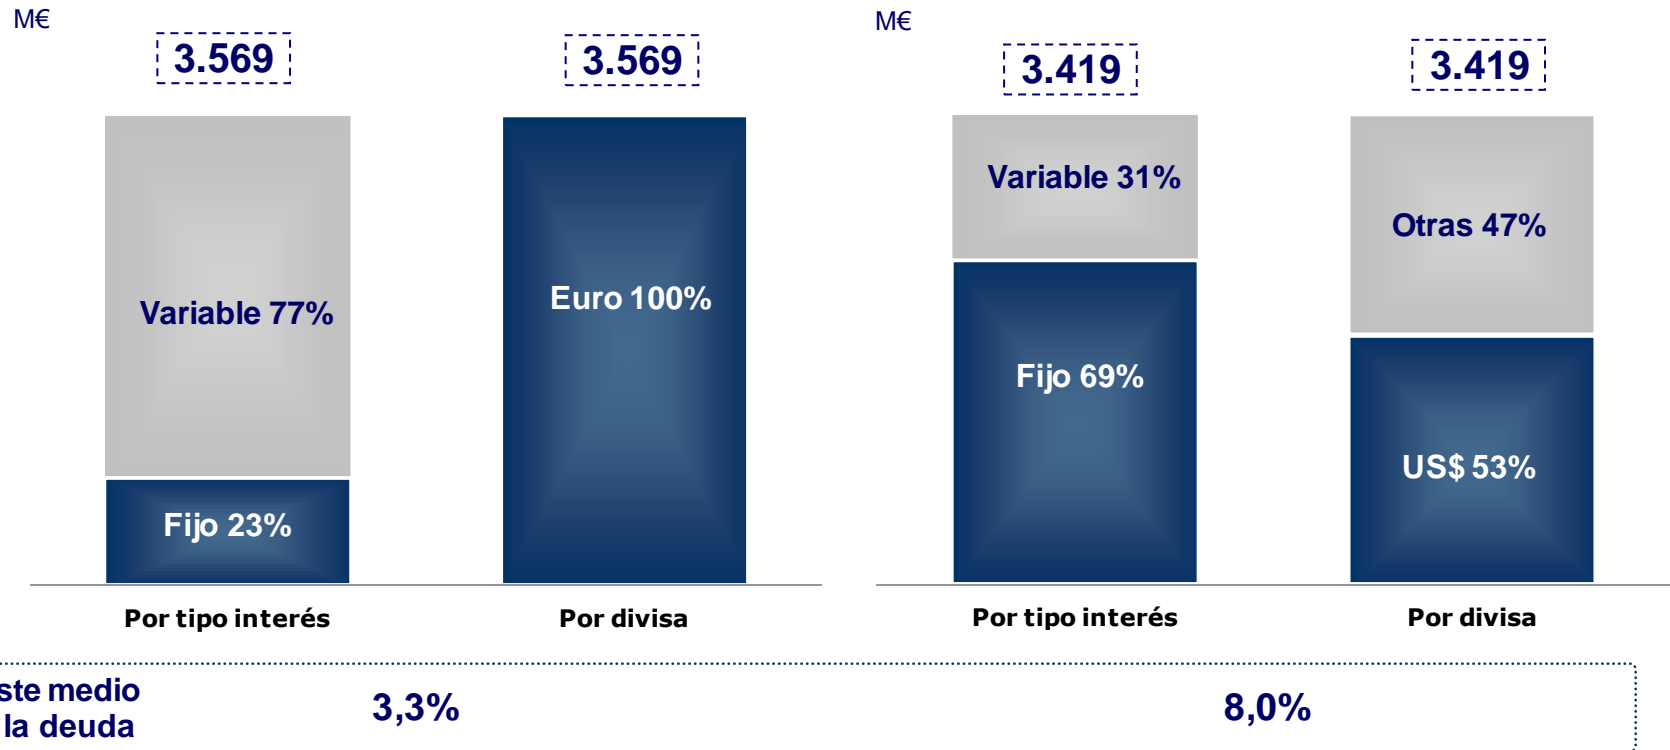 M€
M€
3.569
3.569
3.419
3.419
Variable 77%
Fijo 23%
Euro 100%
Variable 31%
Fijo 69%
Otras 47%
US$ 53%
Por tipo interés
Por divisa
Por tipo interés
Por divisa
medio
la deuda
3,3%
8,0%